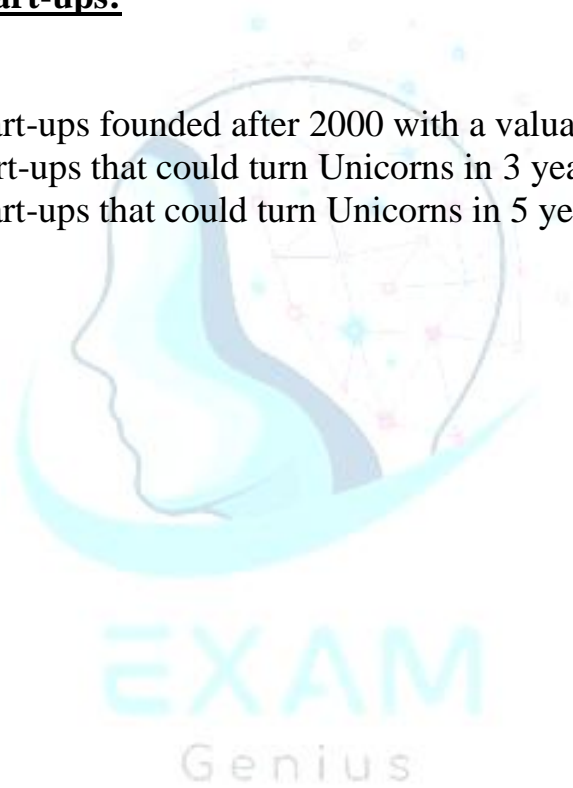 art-ups:
art-ups founded after 2000 with a valua
rt-ups that could turn Unicorns in 3 yea
art-ups that could turn Unicorns in 5 ye
EXAM
Genius